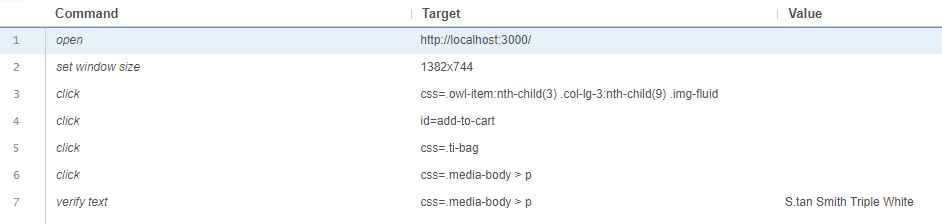 Command Target Value
1 open http://localhost:3000/
2 set window size 1382x744
3 click css=.owl-item:nth-child(3) .col-lg-3:nth-child(9) .img-fluid
4 click id=add-to-cart
5 click css=.ti-bag
6 click css=.media-body > p
7 verify text css=.media-body > p S.tan Smith Triple White